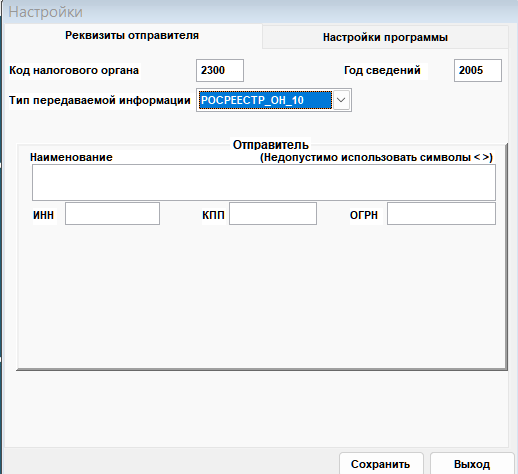 Настройки
Реквизиты отправителя Настройки программы
Код налогового органа 2300 Год сведений 2005
Тип передаваемой информации РОСРЕЕСТР_ОН_10
Отправитель
Наименование (Недопустимо использовать символы < >)
ИНН КПП ОГРН
Сохранить Выход